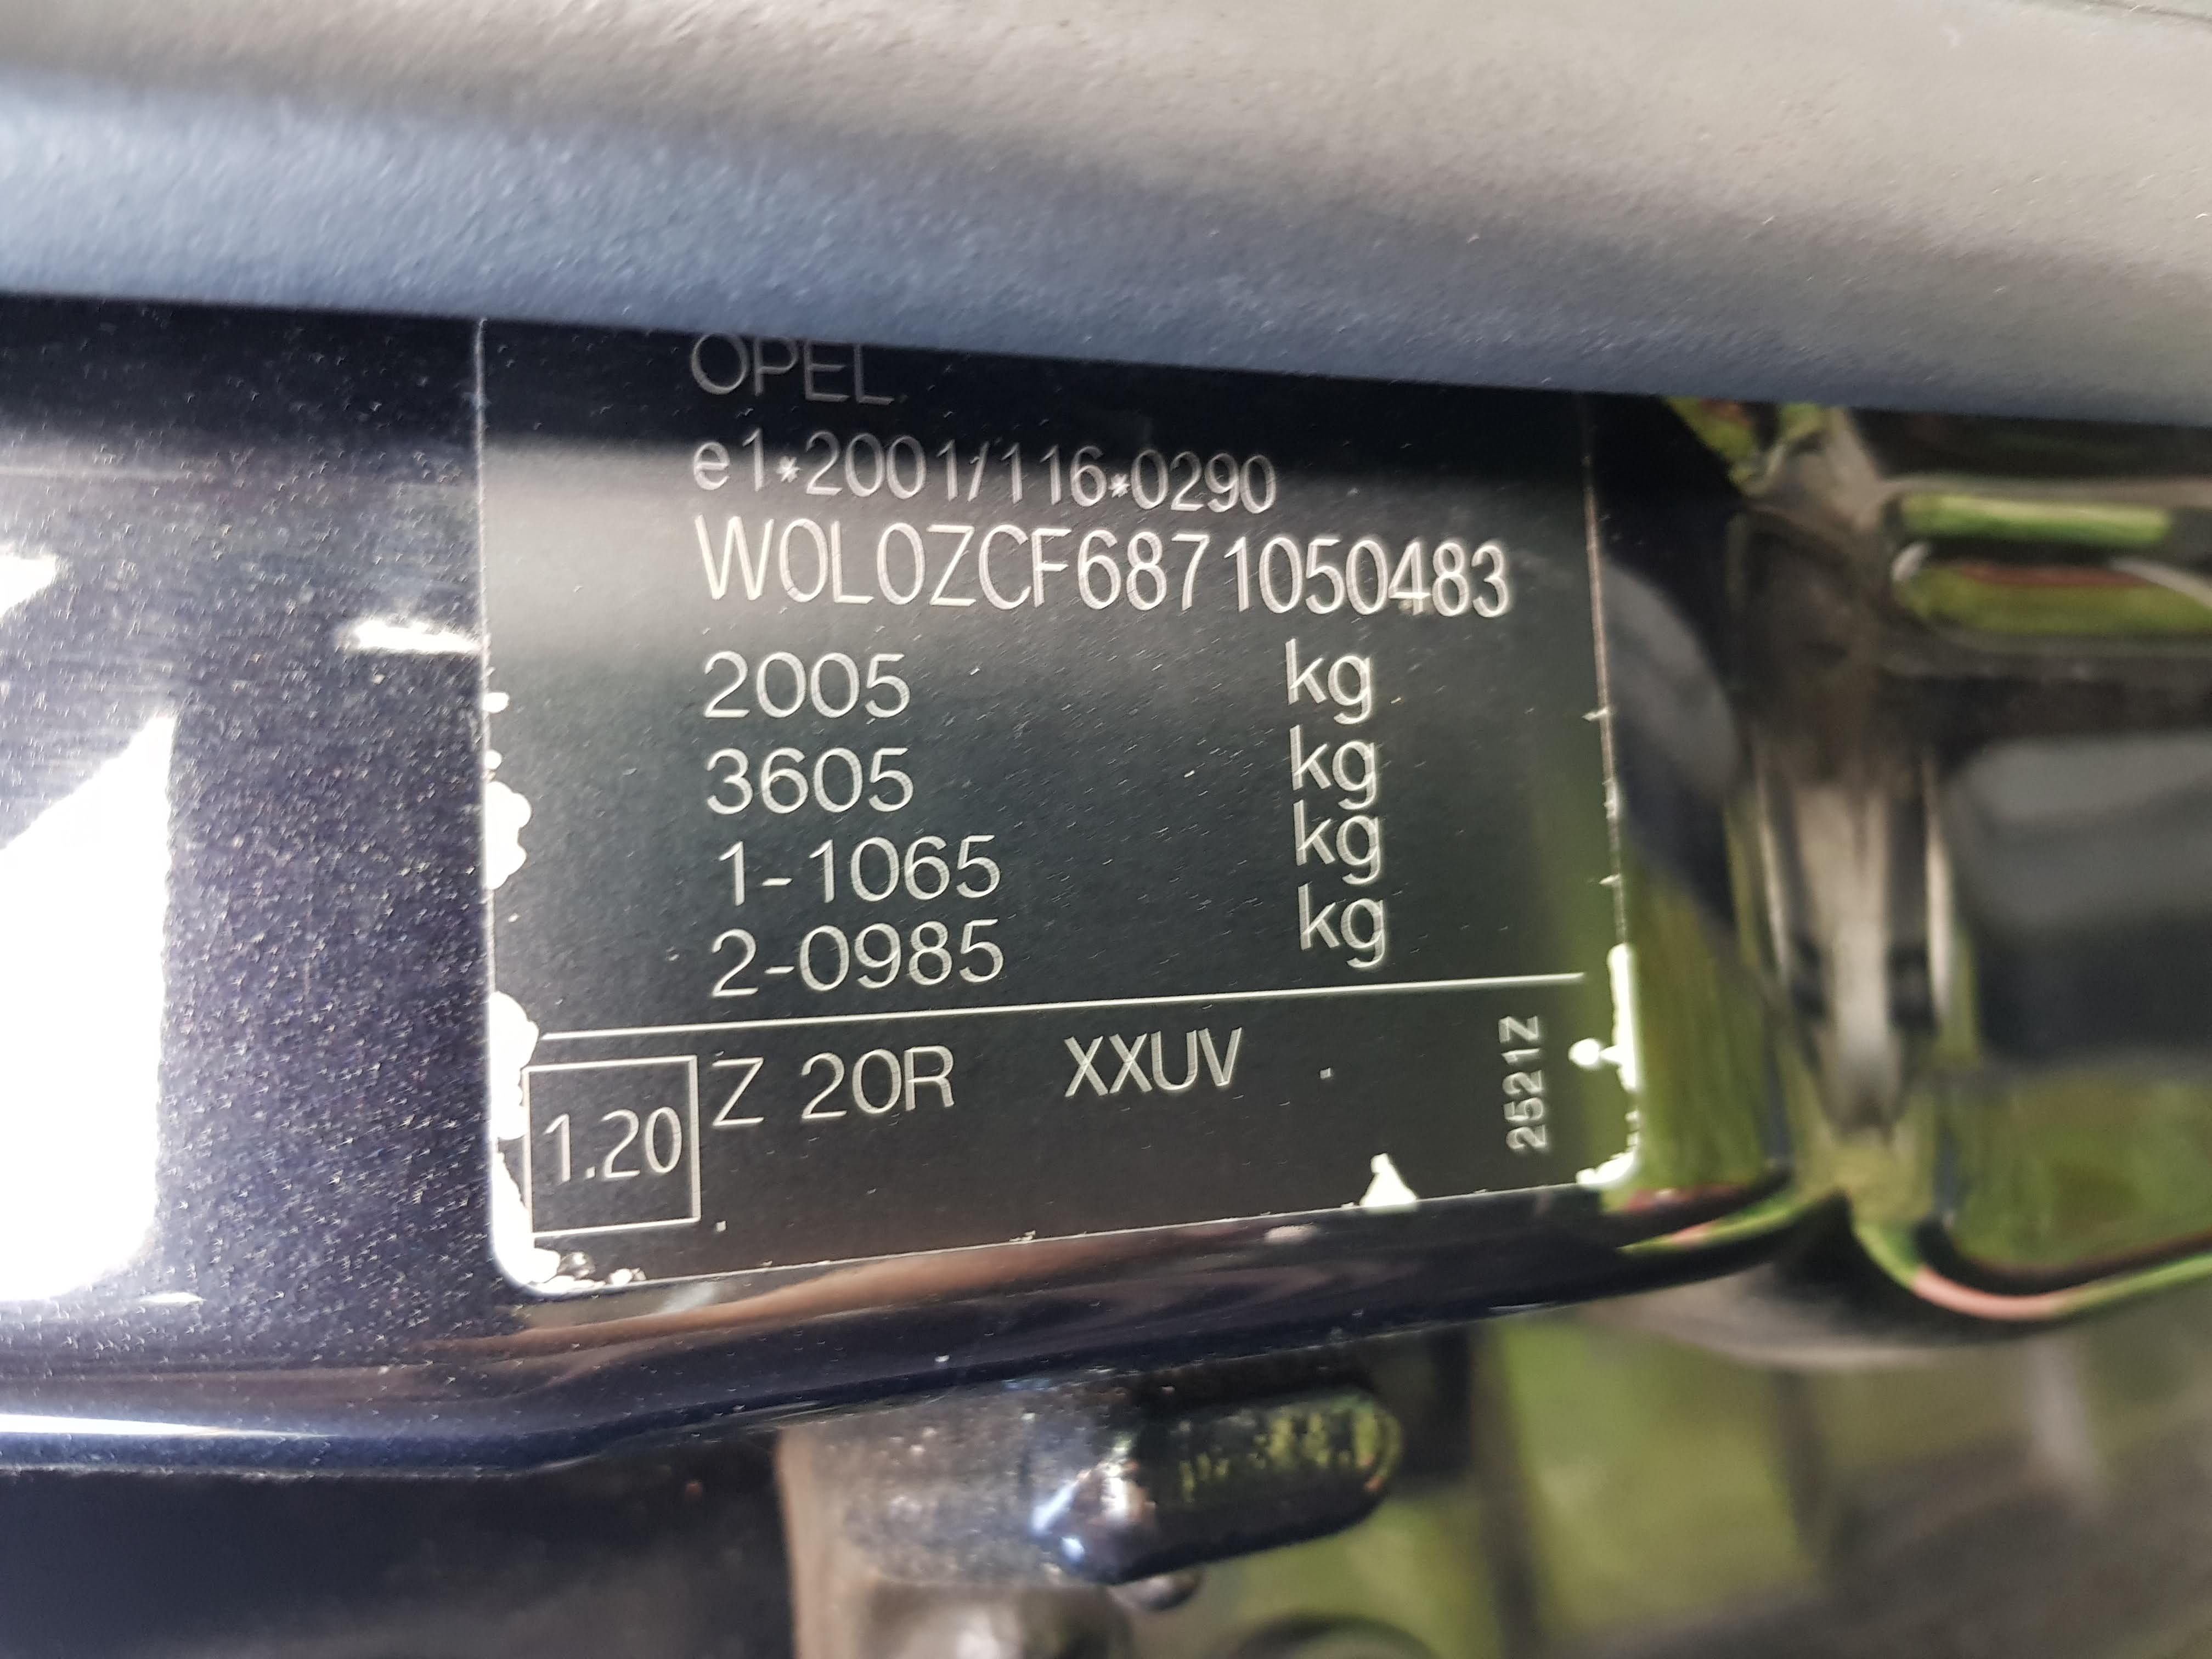 OPEL
e1*2001/116*0290
W0L0ZCF6871050483
2005 kg
3605 kg
1-1065 kg
2-0985 kg
1.20 Z 20R XXUV
2521Z